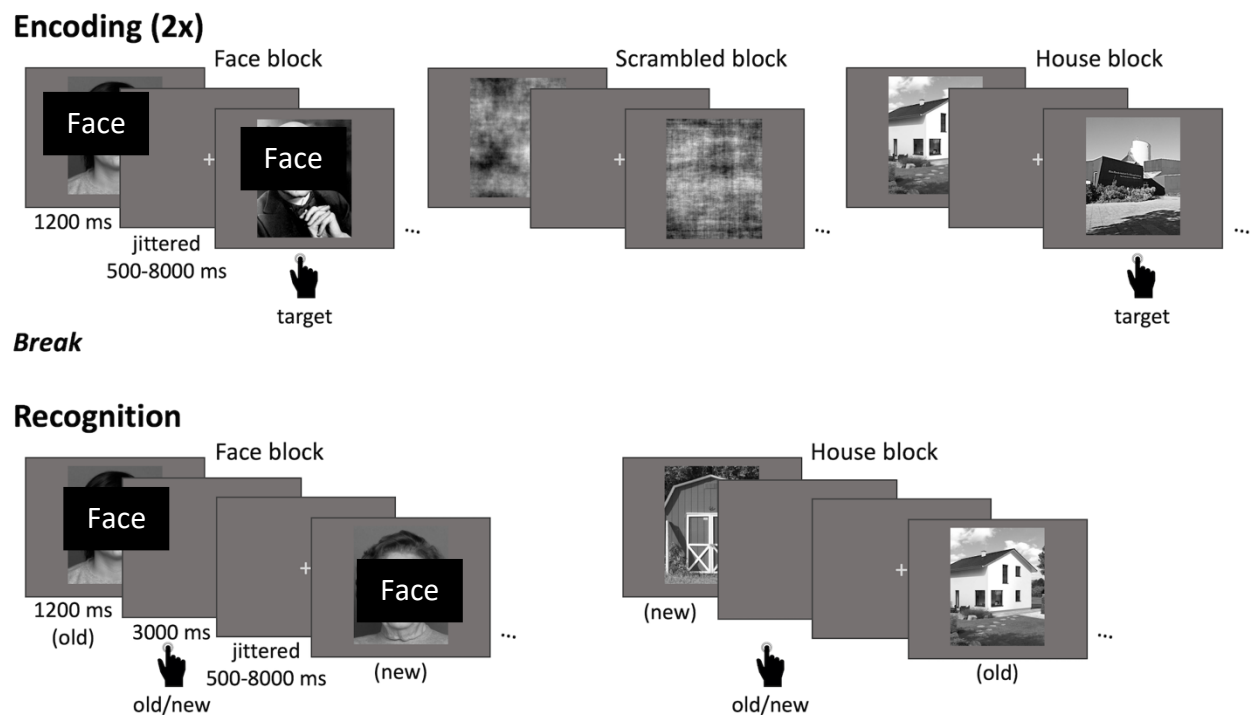 Encoding (2x)
Face block
Scrambled block
House block
Face
Face
+
+
+
1200 ms
jittered
500-8000 ms
...
...
...
target
target
Break
Recognition
Face block
House block
Face
Face
+
+
1200 ms
(old)
3000 ms
jittered
500-8000 ms
(new)
...
(new)
(old)
...
old/new
old/new